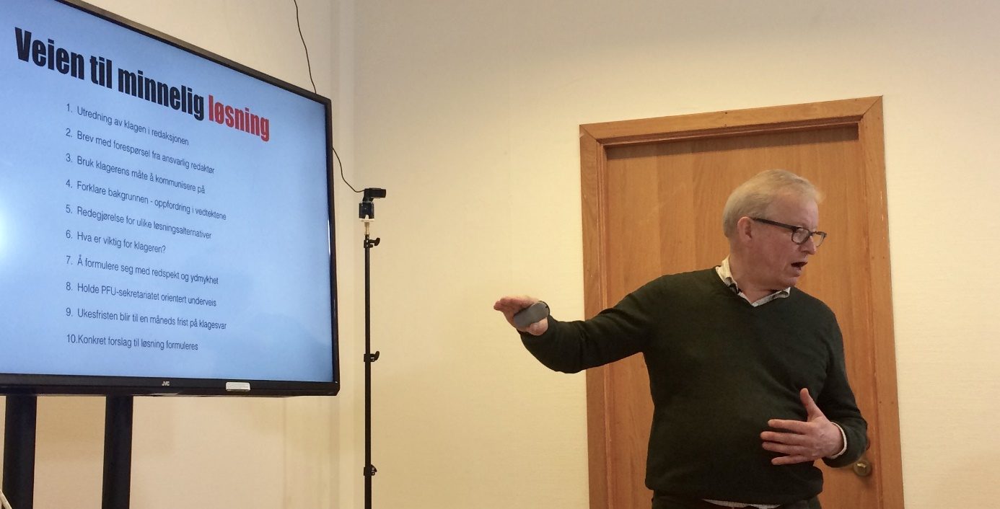 Veien til minnelig løsning
1. Utredning av klagen i redaksjonen
2. Brev med forespørsel fra ansvarlig redaktør
3. Bruk klagerens måte å kommunisere på
4. Forklare bakgrunnen - oppfordring i vedtektene
5. Redegjørelse for ulike løsningsalternativer
6. Hva er viktig for klageren?
7. Å formulere seg med redspekt og ydmykhet
8. Holde PFU-sekretariatet orientert underveis
9. Ukesfristen blir til en måneds frist på klagesvar
10.Konkret forslag til løsning formuleres
JVC